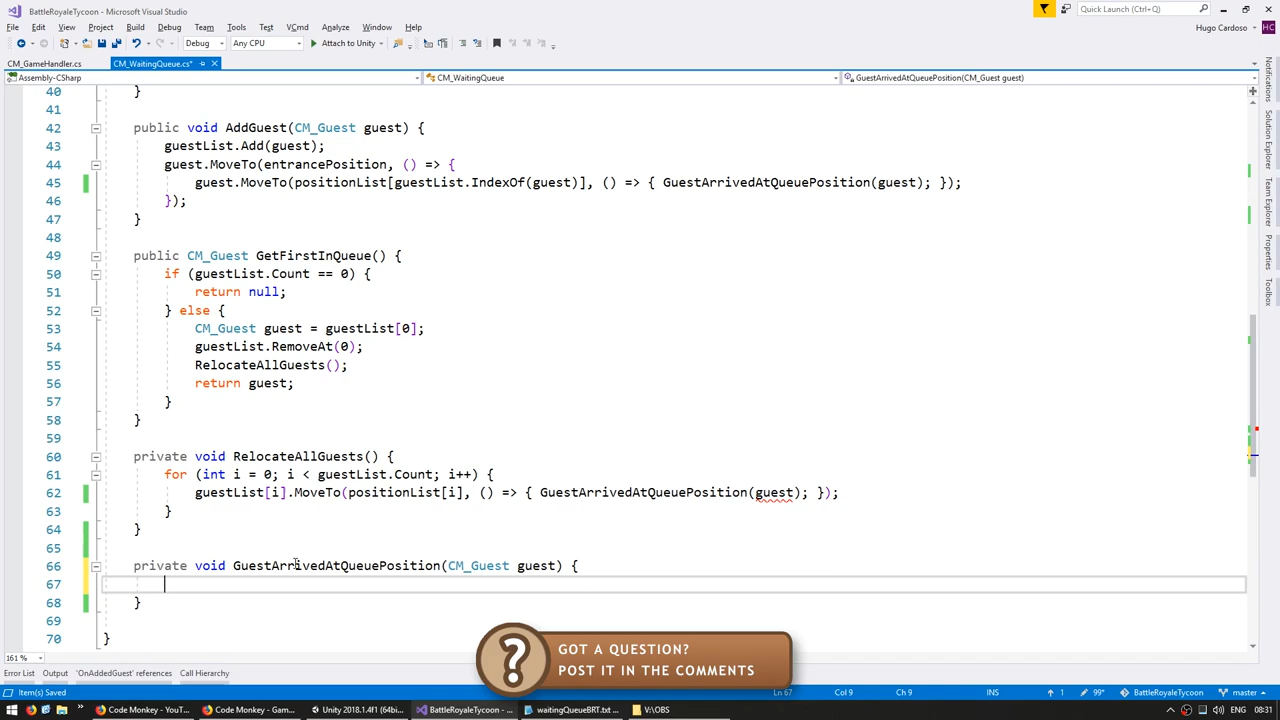 BattleRoyaleTycoon - Microsoft Visual Studio
Quick Launch (Ctrl+Q)
File Edit View Project Build Debug Team Tools Test VCmd Analyze Window Help
Hugo Cardoso HC
Debug Any CPU Attach to Unity
CM_GameHandler.cs CM_WaitingQueue.cs*
Assembly-CSharp CM_WaitingQueue GuestArrivedAtQueuePosition(CM_Guest guest)
40 }
41
42 public void AddGuest(CM_Guest guest) {
43 guestList.Add(guest);
44 guest.MoveTo(entrancePosition, () => {
45 guest.MoveTo(positionList[guestList.IndexOf(guest)], () => { GuestArrivedAtQueuePosition(guest); });
46 });
47 }
48
49 public CM_Guest GetFirstInQueue() {
50 if (guestList.Count == 0) {
51 return null;
52 } else {
53 CM_Guest guest = guestList[0];
54 guestList.RemoveAt(0);
55 RelocateAllGuests();
56 return guest;
57 }
58 }
59
60 private void RelocateAllGuests() {
61 for (int i = 0; i < guestList.Count; i++) {
62 guestList[i].MoveTo(positionList[i], () => { GuestArrivedAtQueuePosition(guest); });
63 }
64 }
65
66 private void GuestArrivedAtQueuePosition(CM_Guest guest) {
67
68 }
69
70 }
Notifications
Solution Explorer
Team Explorer
Properties
Toolbox
? GOT A QUESTION?
POST IT IN THE COMMENTS
161 %
Error List Output 'OnAddedGuest' references Call Hierarchy
Item(s) Saved Ln 67 Col 9 Ch 9 INS 1 99* BattleRoyaleTycoon master
Code Monkey - YouT... Code Monkey - Gam... Unity 2018.1.4f1 (64bi... BattleRoyaleTycoon -... waitingQueueBRT.txt ... V:\OBS ENG 08:31